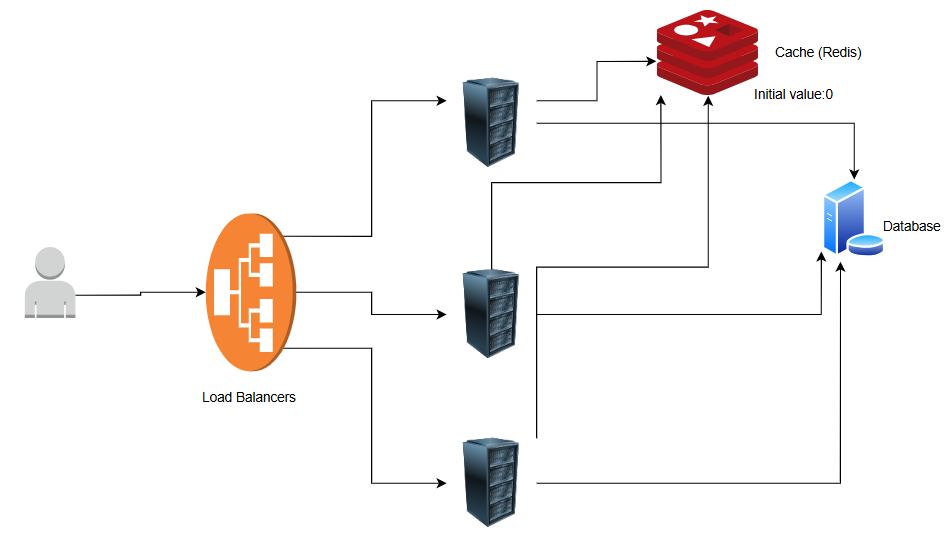 Cache (Redis)
Initial value:0
Database
Load Balancers